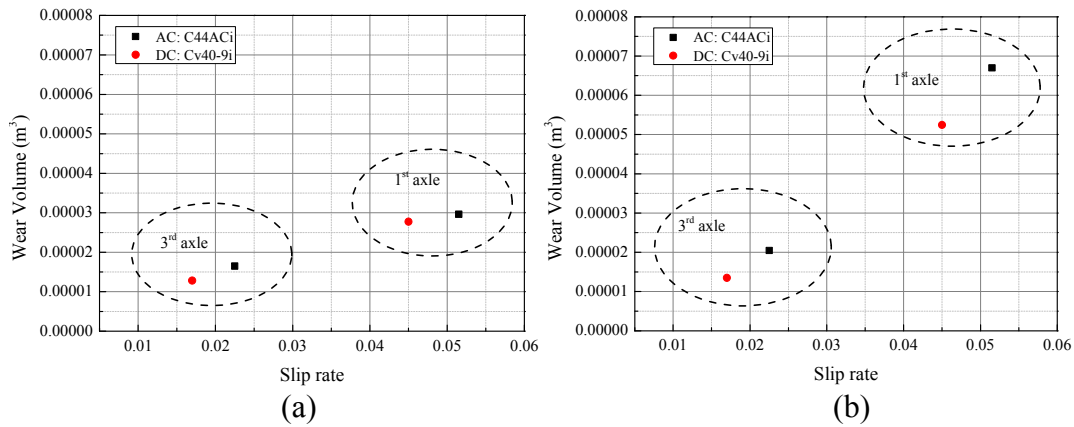 0.00008
0.00007
0.00006
0.00005
0.00004
0.00003
0.00002
0.00001
0.00000
Wear Volume (m³)
AC: C44ACi
DC: Cv40-9i
1st axle
3rd axle
0.01 0.02 0.03 0.04 0.05 0.06
Slip rate
(a)
0.00008
0.00007
0.00006
0.00005
0.00004
0.00003
0.00002
0.00001
0.00000
Wear Volume (m³)
AC: C44ACi
DC: Cv40-9i
1st axle
3rd axle
0.01 0.02 0.03 0.04 0.05 0.06
Slip rate
(b)